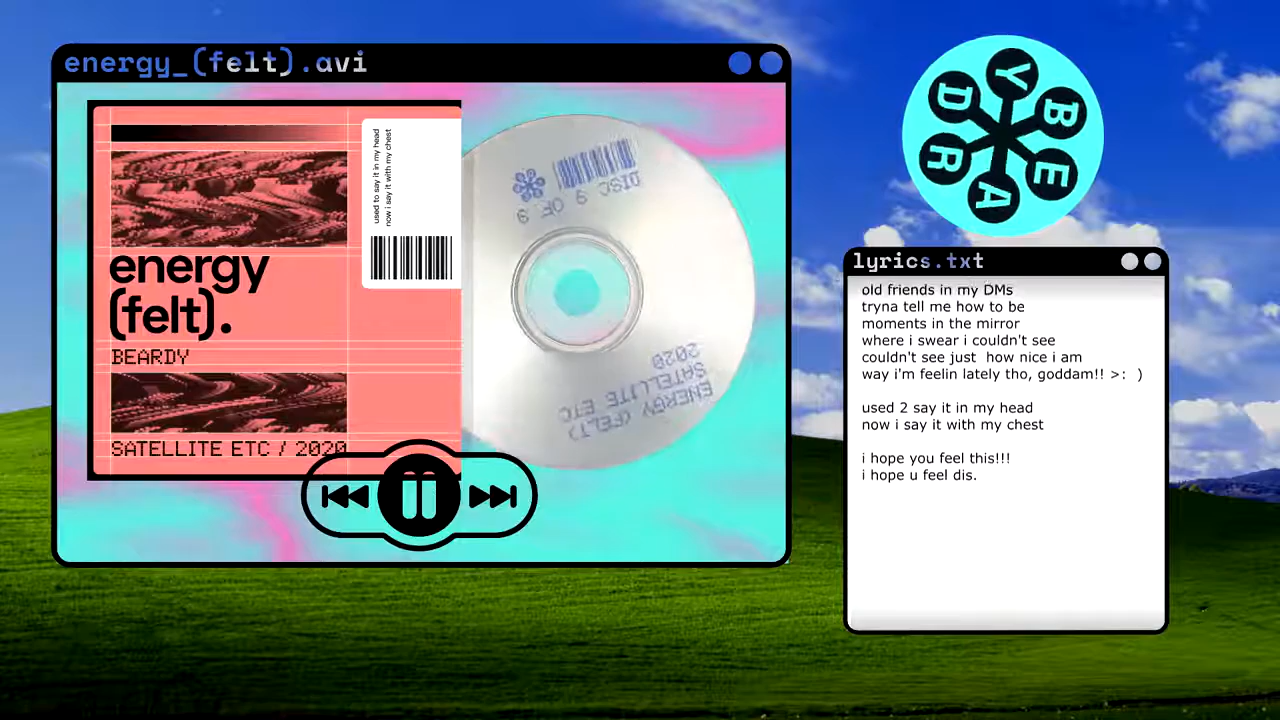 energy_(felt).avi
used to say it in my head
now i say it with my chest
energy
(felt).
BEARDY
SATELLITE ETC / 2020
DISC 9 OF 9
ENERGY (FELT)
SATELLITE ETC
2020
BEARDY
lyrics.txt
old friends in my DMs
tryna tell me how to be
moments in the mirror
where i swear i couldn't see
couldn't see just  how nice i am
way i'm feelin lately tho, goddam!! >:  )
used 2 say it in my head
now i say it with my chest
i hope you feel this!!!
i hope u feel dis.